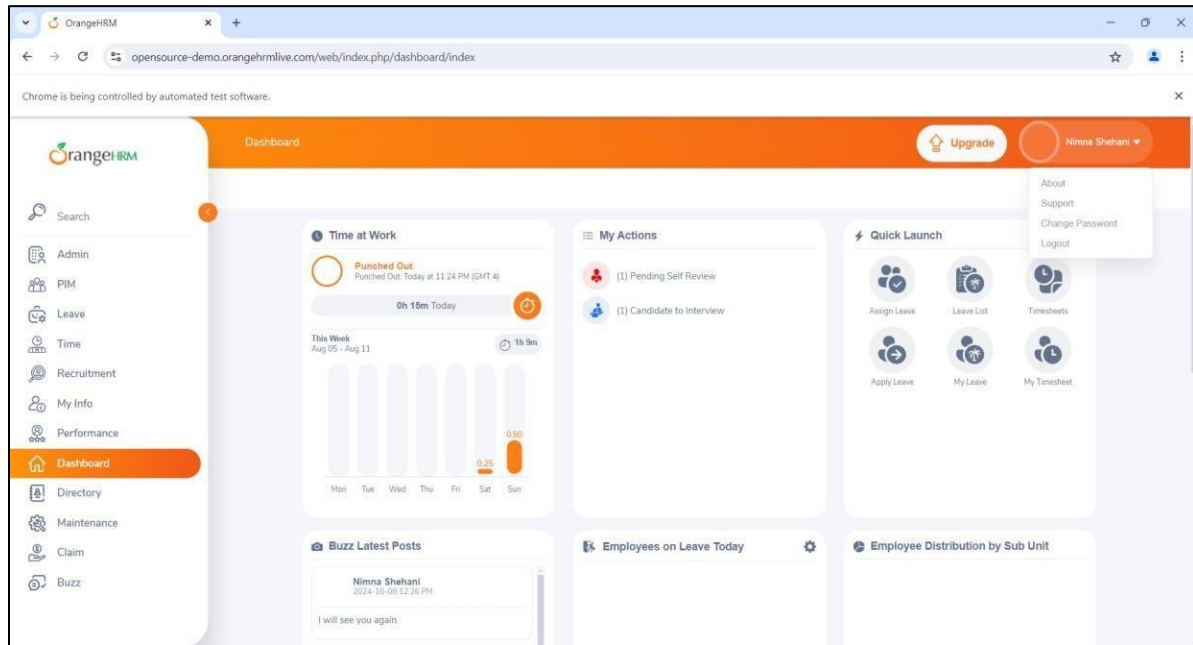 OrangeHRM
opensource-demo.orangehrmlive.com/web/index.php/dashboard/index
Chrome is being controlled by automated test software.
OrangeHRM
Dashboard
Upgrade
Nimna Shehani
About
Support
Change Password
Logout
Search
Admin
PIM
Leave
Time
Recruitment
My Info
Performance
Dashboard
Directory
Maintenance
Claim
Buzz
Time at Work
Punched Out
Punched Out: Today at 11:24 PM (GMT 4)
0h 15m Today
This Week
Aug 05 - Aug 11
1h 9m
0.25
0.90
Mon Tue Wed Thu Fri Sat Sun
My Actions
(1) Pending Self Review
(1) Candidate to Interview
Quick Launch
Assign Leave
Leave List
Timesheets
Apply Leave
My Leave
My Timesheet
Buzz Latest Posts
Nimna Shehani
2024-10-08 12:26 PM
I will see you again.
Employees on Leave Today
Employee Distribution by Sub Unit